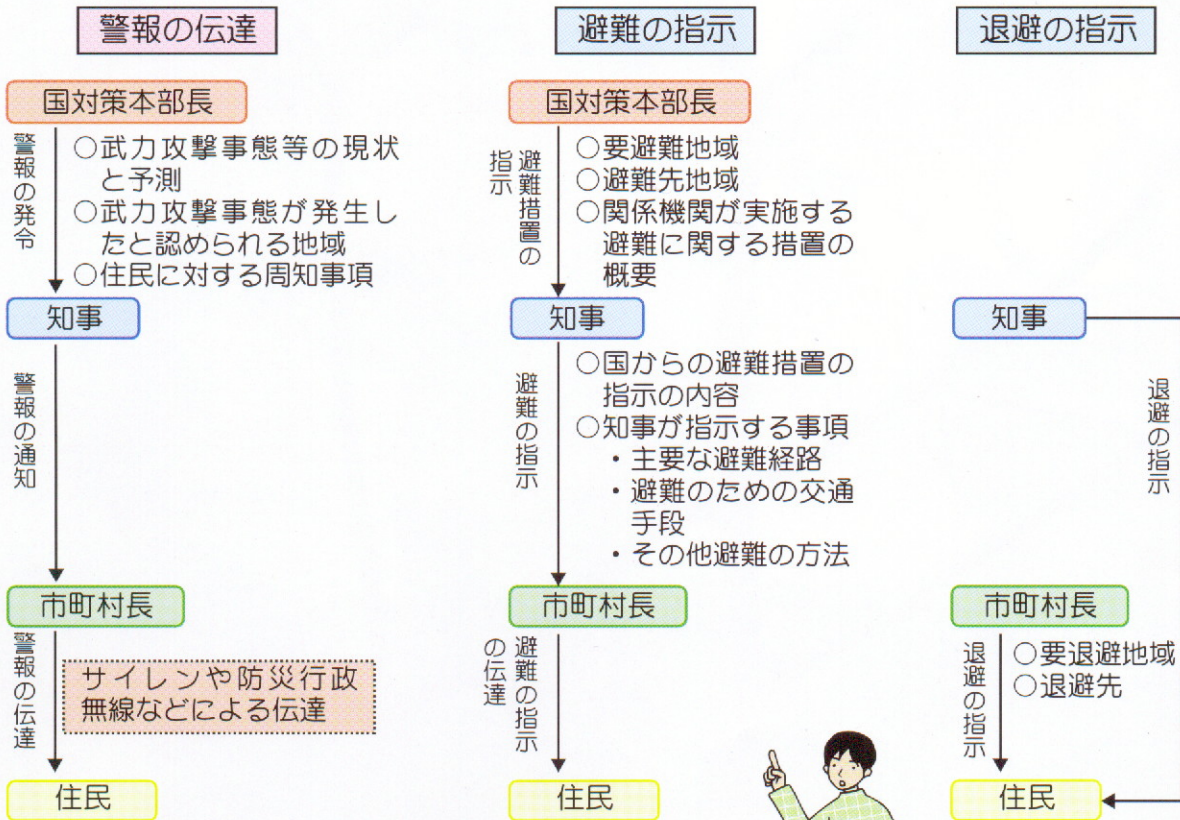 警報の伝達
国対策本部長
警報の発令
○武力攻撃事態等の現状
と予測
○武力攻撃事態が発生し
たと認められる地域
○住民に対する周知事項
知事
警報の通知
市町村長
警報の伝達
サイレンや防災行政
無線などによる伝達
住民
避難の指示
国対策本部長
避難措置の
指示
○要避難地域
○避難先地域
○関係機関が実施する
避難に関する措置の
概要
知事
避難の指示
○国からの避難措置の
指示の内容
○知事が指示する事項
・主要な避難経路
・避難のための交通
手段
・その他避難の方法
市町村長
避難の指示
の伝達
住民
退避の指示
知事
退避の指示
市町村長
退避の指示
○要退避地域
○退避先
住民